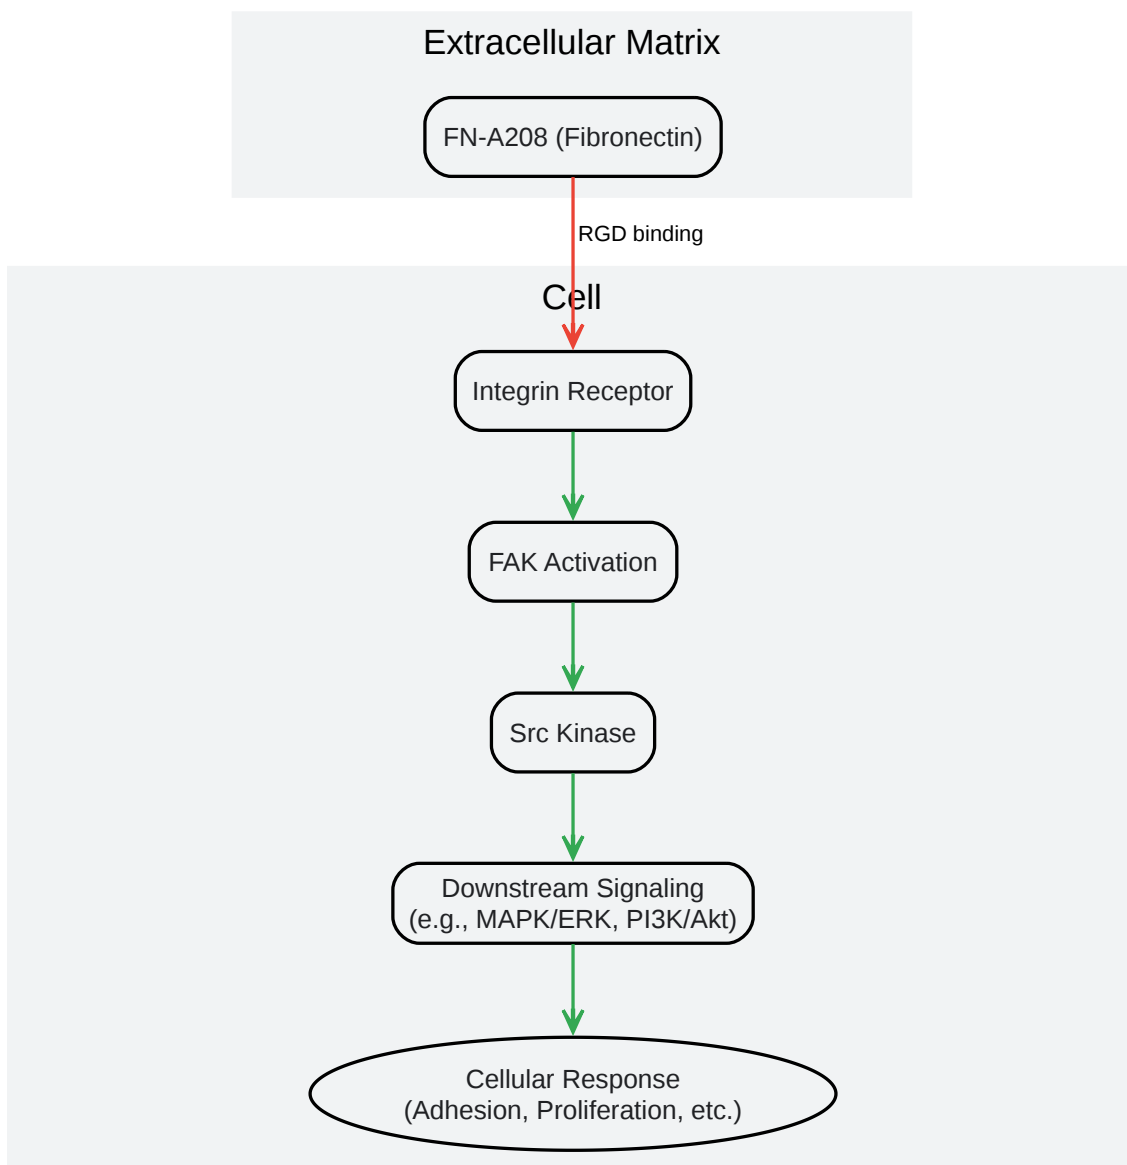 Extracellular Matrix
FN-A208 (Fibronectin)
RGD binding
Cell
Integrin Receptor
FAK Activation
Src Kinase
Downstream Signaling
(e.g., MAPK/ERK, PI3K/Akt)
Cellular Response
(Adhesion, Proliferation, etc.)